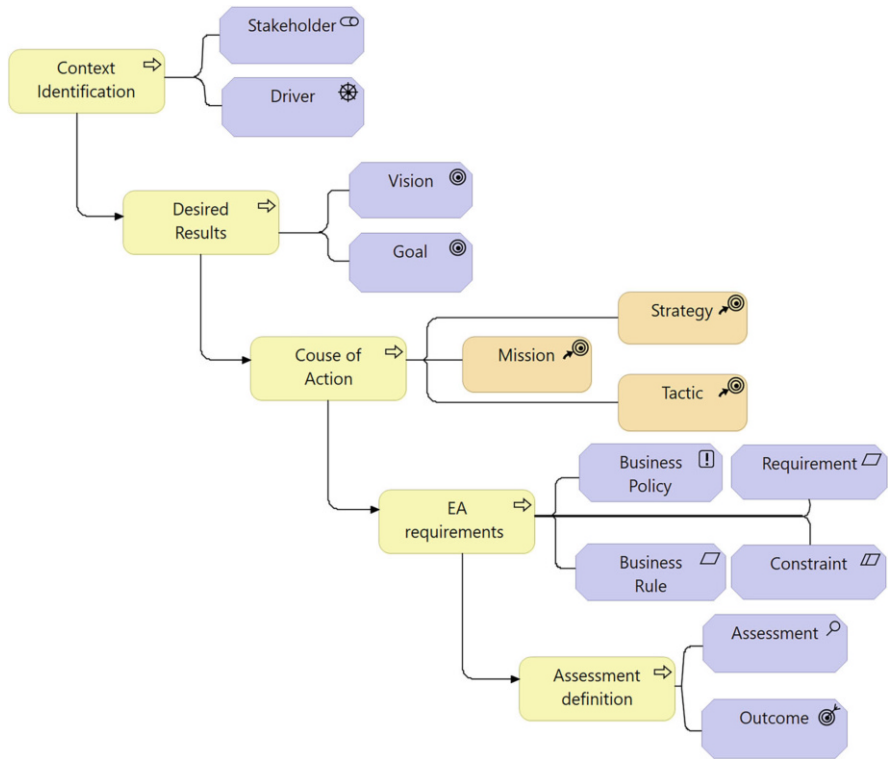 Stakeholder
Context
Identification
Driver
Vision
Desired
Results
Goal
Strategy
Couse of
Action
Mission
Tactic
Business
Policy
Requirement
EA
requirements
Business
Rule
Constraint
Assessment
Assessment
definition
Outcome